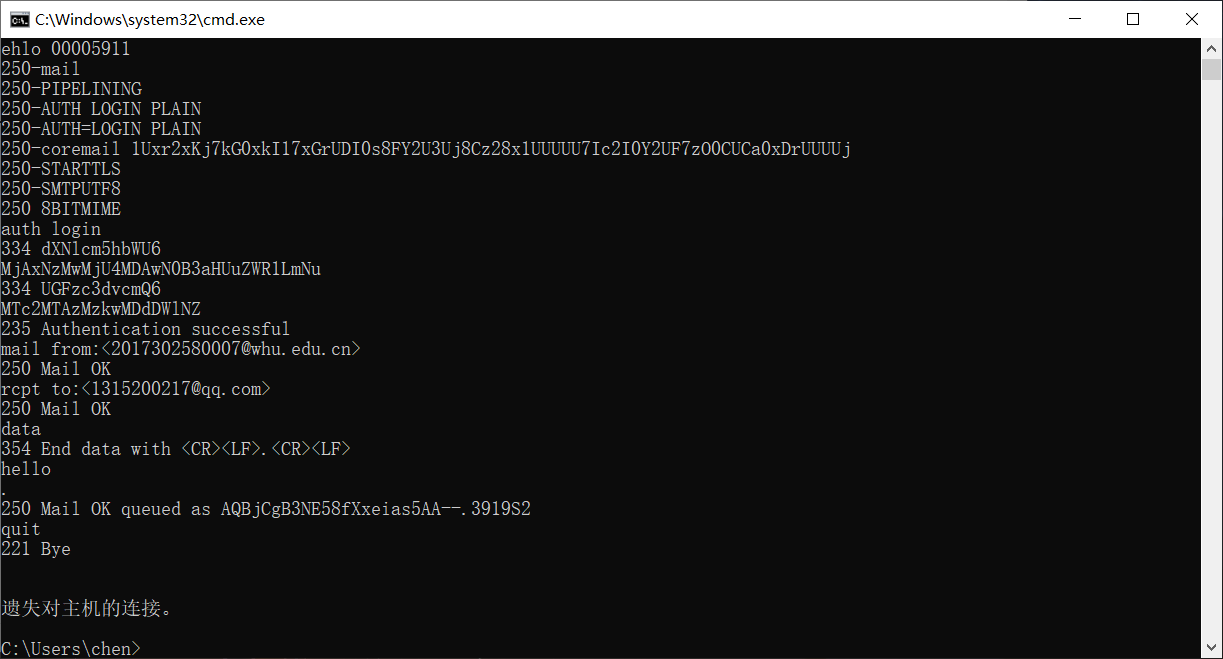 C:\Windows\system32\cmd.exe
ehlo 00005911
250-mail
250-PIPELINING
250-AUTH LOGIN PLAIN
250-AUTH=LOGIN PLAIN
250-coremail 1Uxr2xKj7kG0xkI17xGrUDI0s8FY2U3Uj8Cz28x1UUUUU7Ic2I0Y2UF7zO0CUCa0xDrUUUUj
250-STARTTLS
250-SMTPUTF8
250 8BITMIME
auth login
334 dXNlcm5hbWU6
MjAxNzMwMjU4MDAwN0B3aHUuZWR1LmNu
334 UGFzc3dvcmQ6
MTc2MTAzMzkwMDdDWlNZ
235 Authentication successful
mail from:<2017302580007@whu.edu.cn>
250 Mail OK
rcpt to:<1315200217@qq.com>
250 Mail OK
data
354 End data with <CR><LF>.<CR><LF>
hello
.
250 Mail OK queued as AQBjCgB3NE58fXxeias5AA--.3919S2
quit
221 Bye
遗失对主机的连接。
C:\Users\chen>